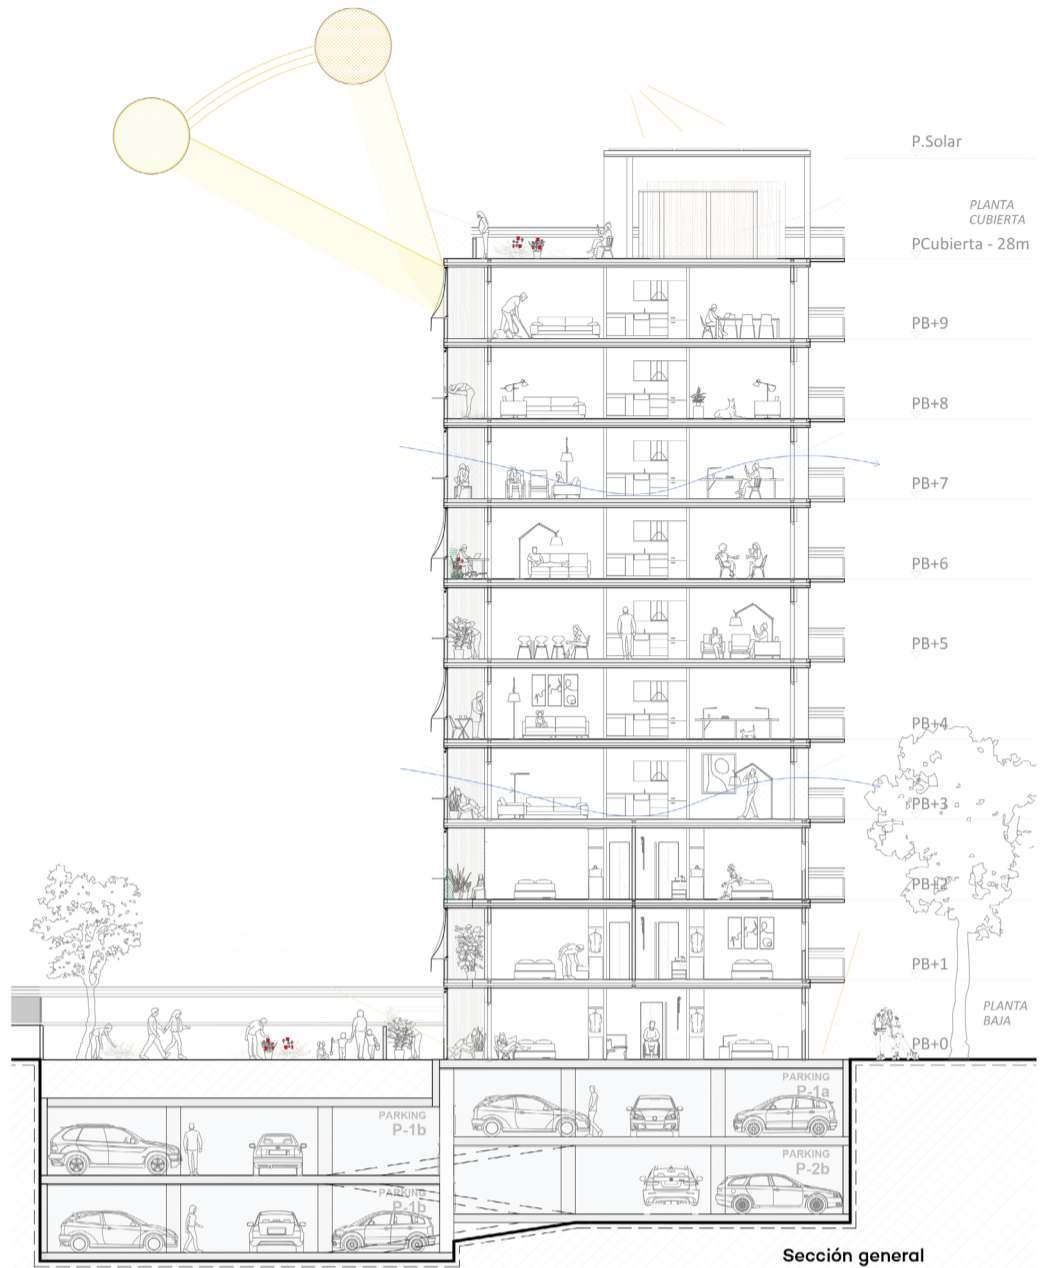 P.Solar
PLANTA
CUBIERTA
PCubierta - 28m
PB+9
PB+8
PB+7
PB+6
PB+5
PB+4
PB+3
PB+2
PB+1
PLANTA
BAJA
PB+0
PARKING
P-1a
PARKING
P-1b
PARKING
P-2b
PARKING
P-1b
Sección general